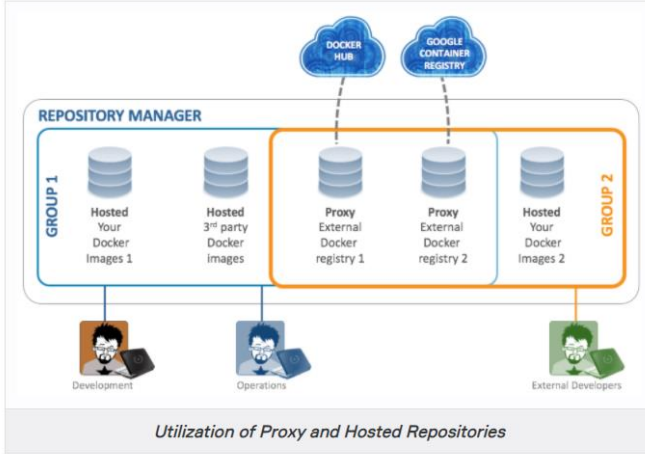 DOCKER
HUB
GOOGLE
CONTAINER
REGISTRY
REPOSITORY MANAGER
GROUP 1
Hosted
Your
Docker
Images 1
Hosted
3rd party
Docker
images
Proxy
External
Docker
registry 1
Proxy
External
Docker
registry 2
Hosted
Your
Docker
Images 2
GROUP 2
Development
Operations
External Developers
Utilization of Proxy and Hosted Repositories